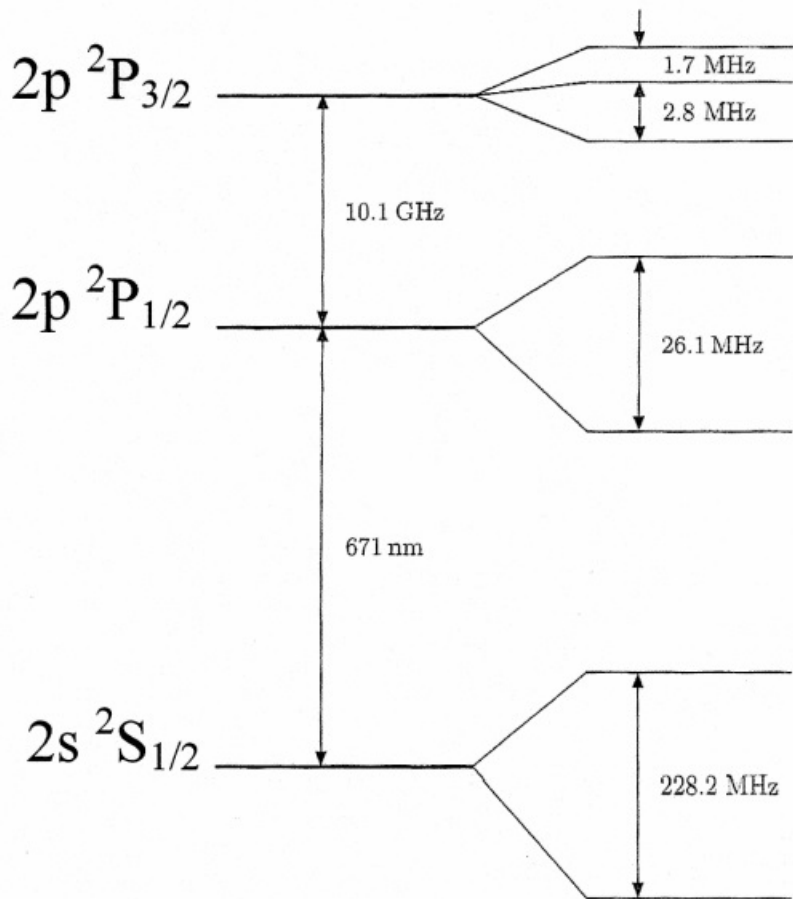 2p ²P₃/₂
1.7 MHz
2.8 MHz
10.1 GHz
2p ²P₁/₂
26.1 MHz
671 nm
2s ²S₁/₂
228.2 MHz